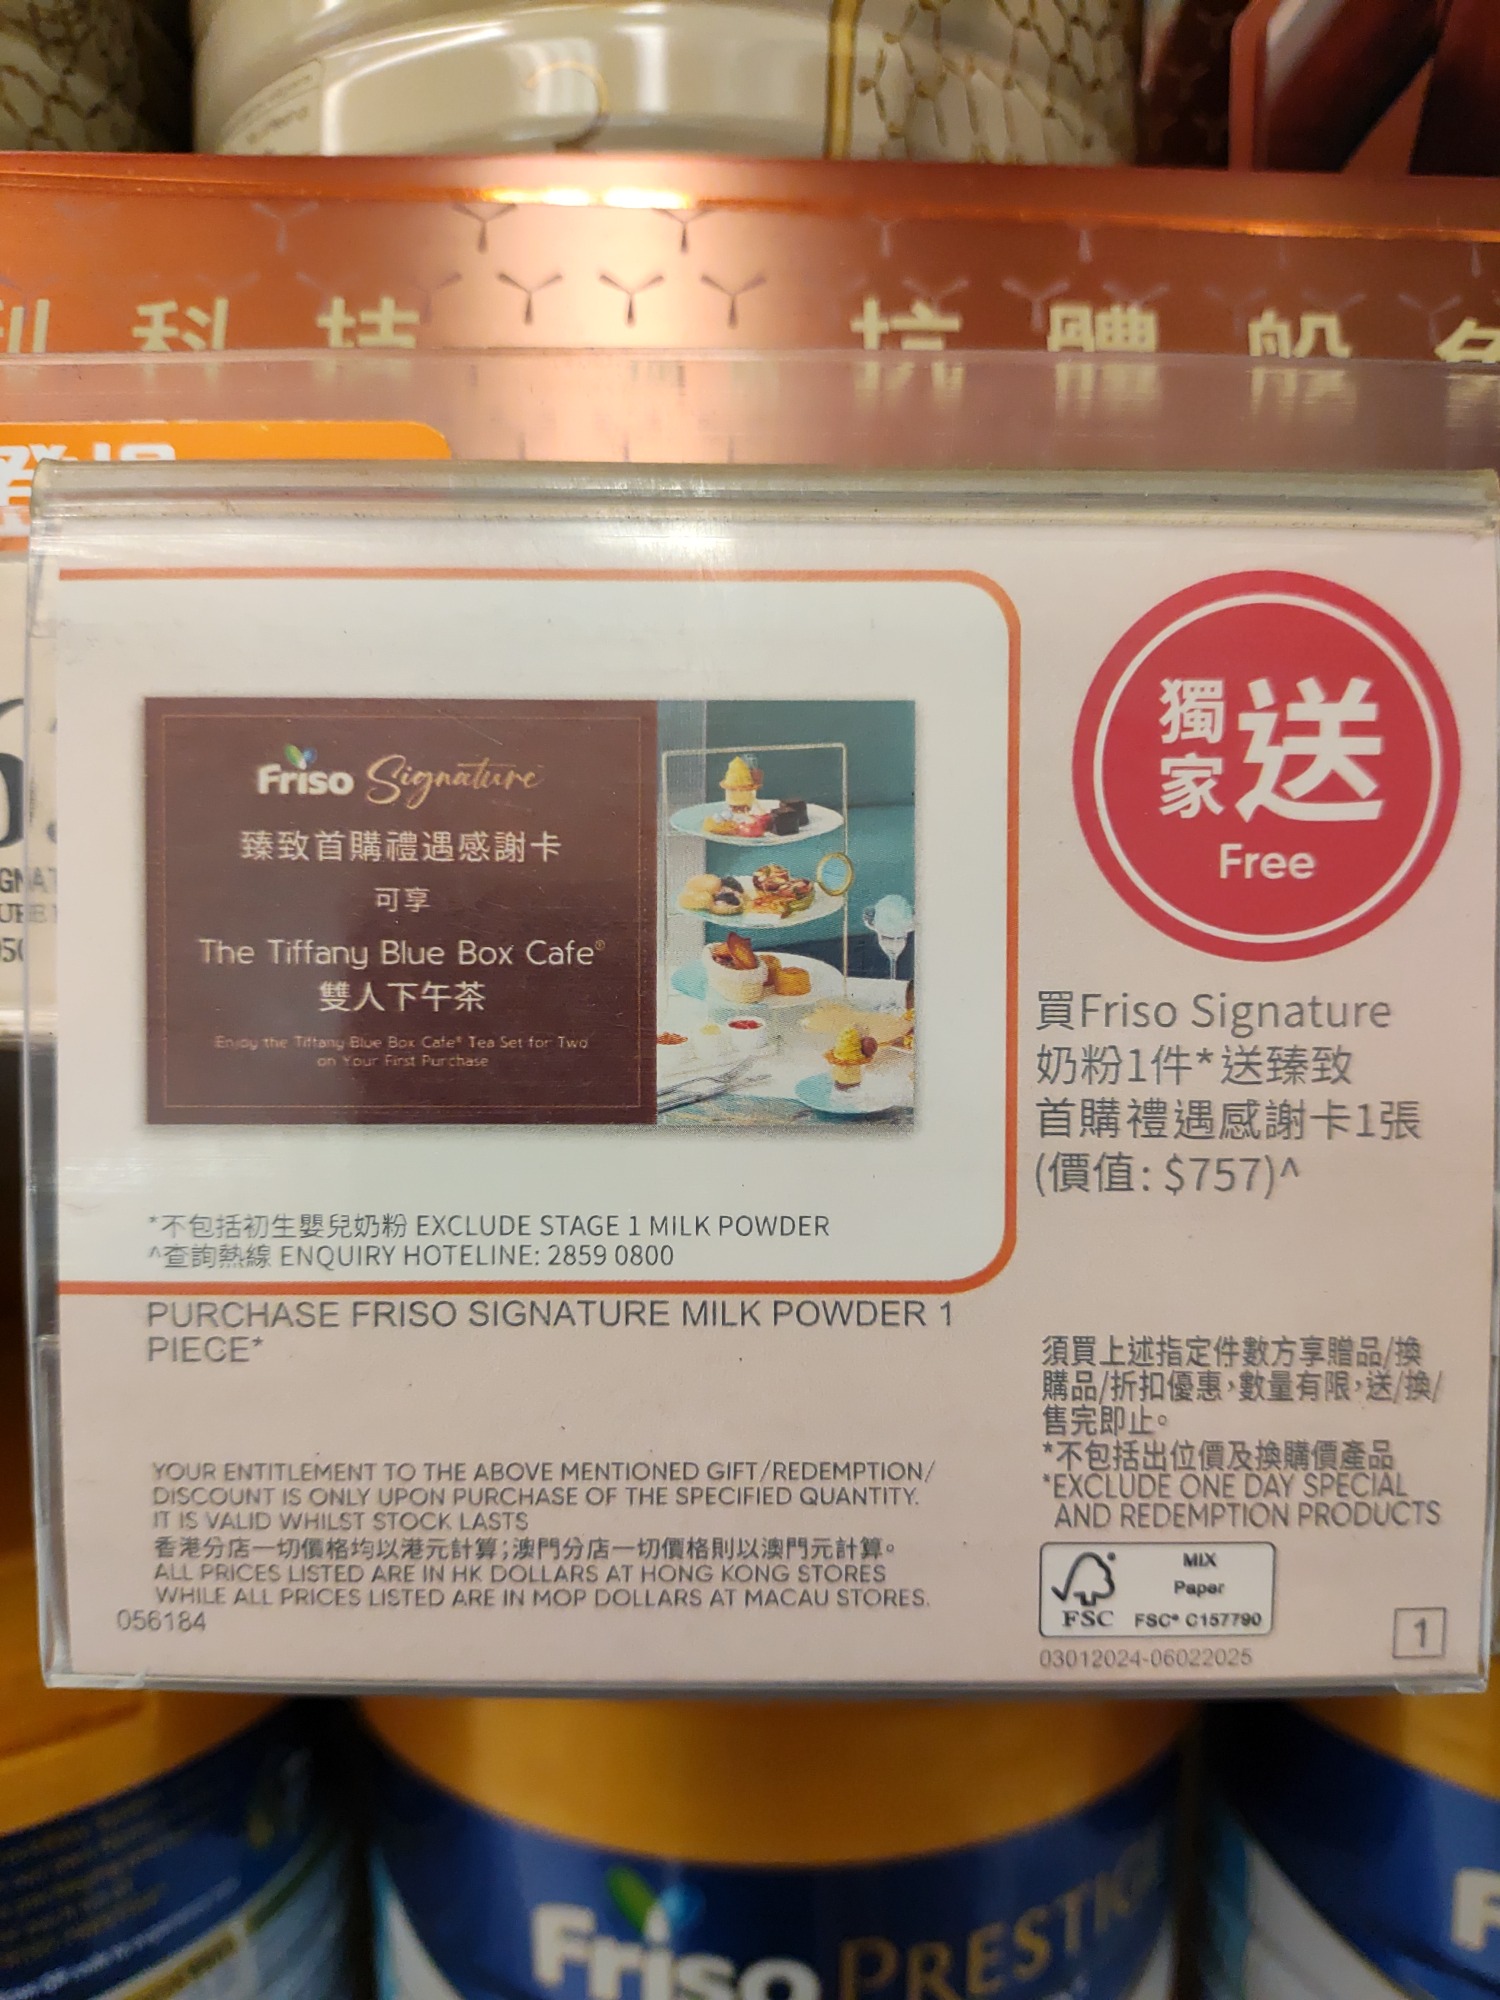 科 技
Friso Signature
臻致首購禮遇感謝卡
可享
The Tiffany Blue Box Cafe®
雙人下午茶
Enjoy the Tiffany Blue Box Cafe® Tea Set for Two
on Your First Purchase
*不包括初生嬰兒奶粉 EXCLUDE STAGE 1 MILK POWDER
^查詢熱線 ENQUIRY HOTELINE: 2859 0800
PURCHASE FRISO SIGNATURE MILK POWDER 1
PIECE*
獨家送
Free
買Friso Signature
奶粉1件*送臻致
首購禮遇感謝卡1張
(價值: $757)^
YOUR ENTITLEMENT TO THE ABOVE MENTIONED GIFT/REDEMPTION/
DISCOUNT IS ONLY UPON PURCHASE OF THE SPECIFIED QUANTITY.
IT IS VALID WHILST STOCK LASTS
香港分店一切價格均以港元計算;澳門分店一切價格則以澳門元計算。
ALL PRICES LISTED ARE IN HK DOLLARS AT HONG KONG STORES
WHILE ALL PRICES LISTED ARE IN MOP DOLLARS AT MACAU STORES.
056184
須買上述指定件數方享贈品/換
購品/折扣優惠,數量有限,送/換/
售完即止。
*不包括出位價及換購價產品
*EXCLUDE ONE DAY SPECIAL
AND REDEMPTION PRODUCTS
FSC
MIX
Paper
FSC® C157790
03012024-06022025
1
Friso PRESTIGE